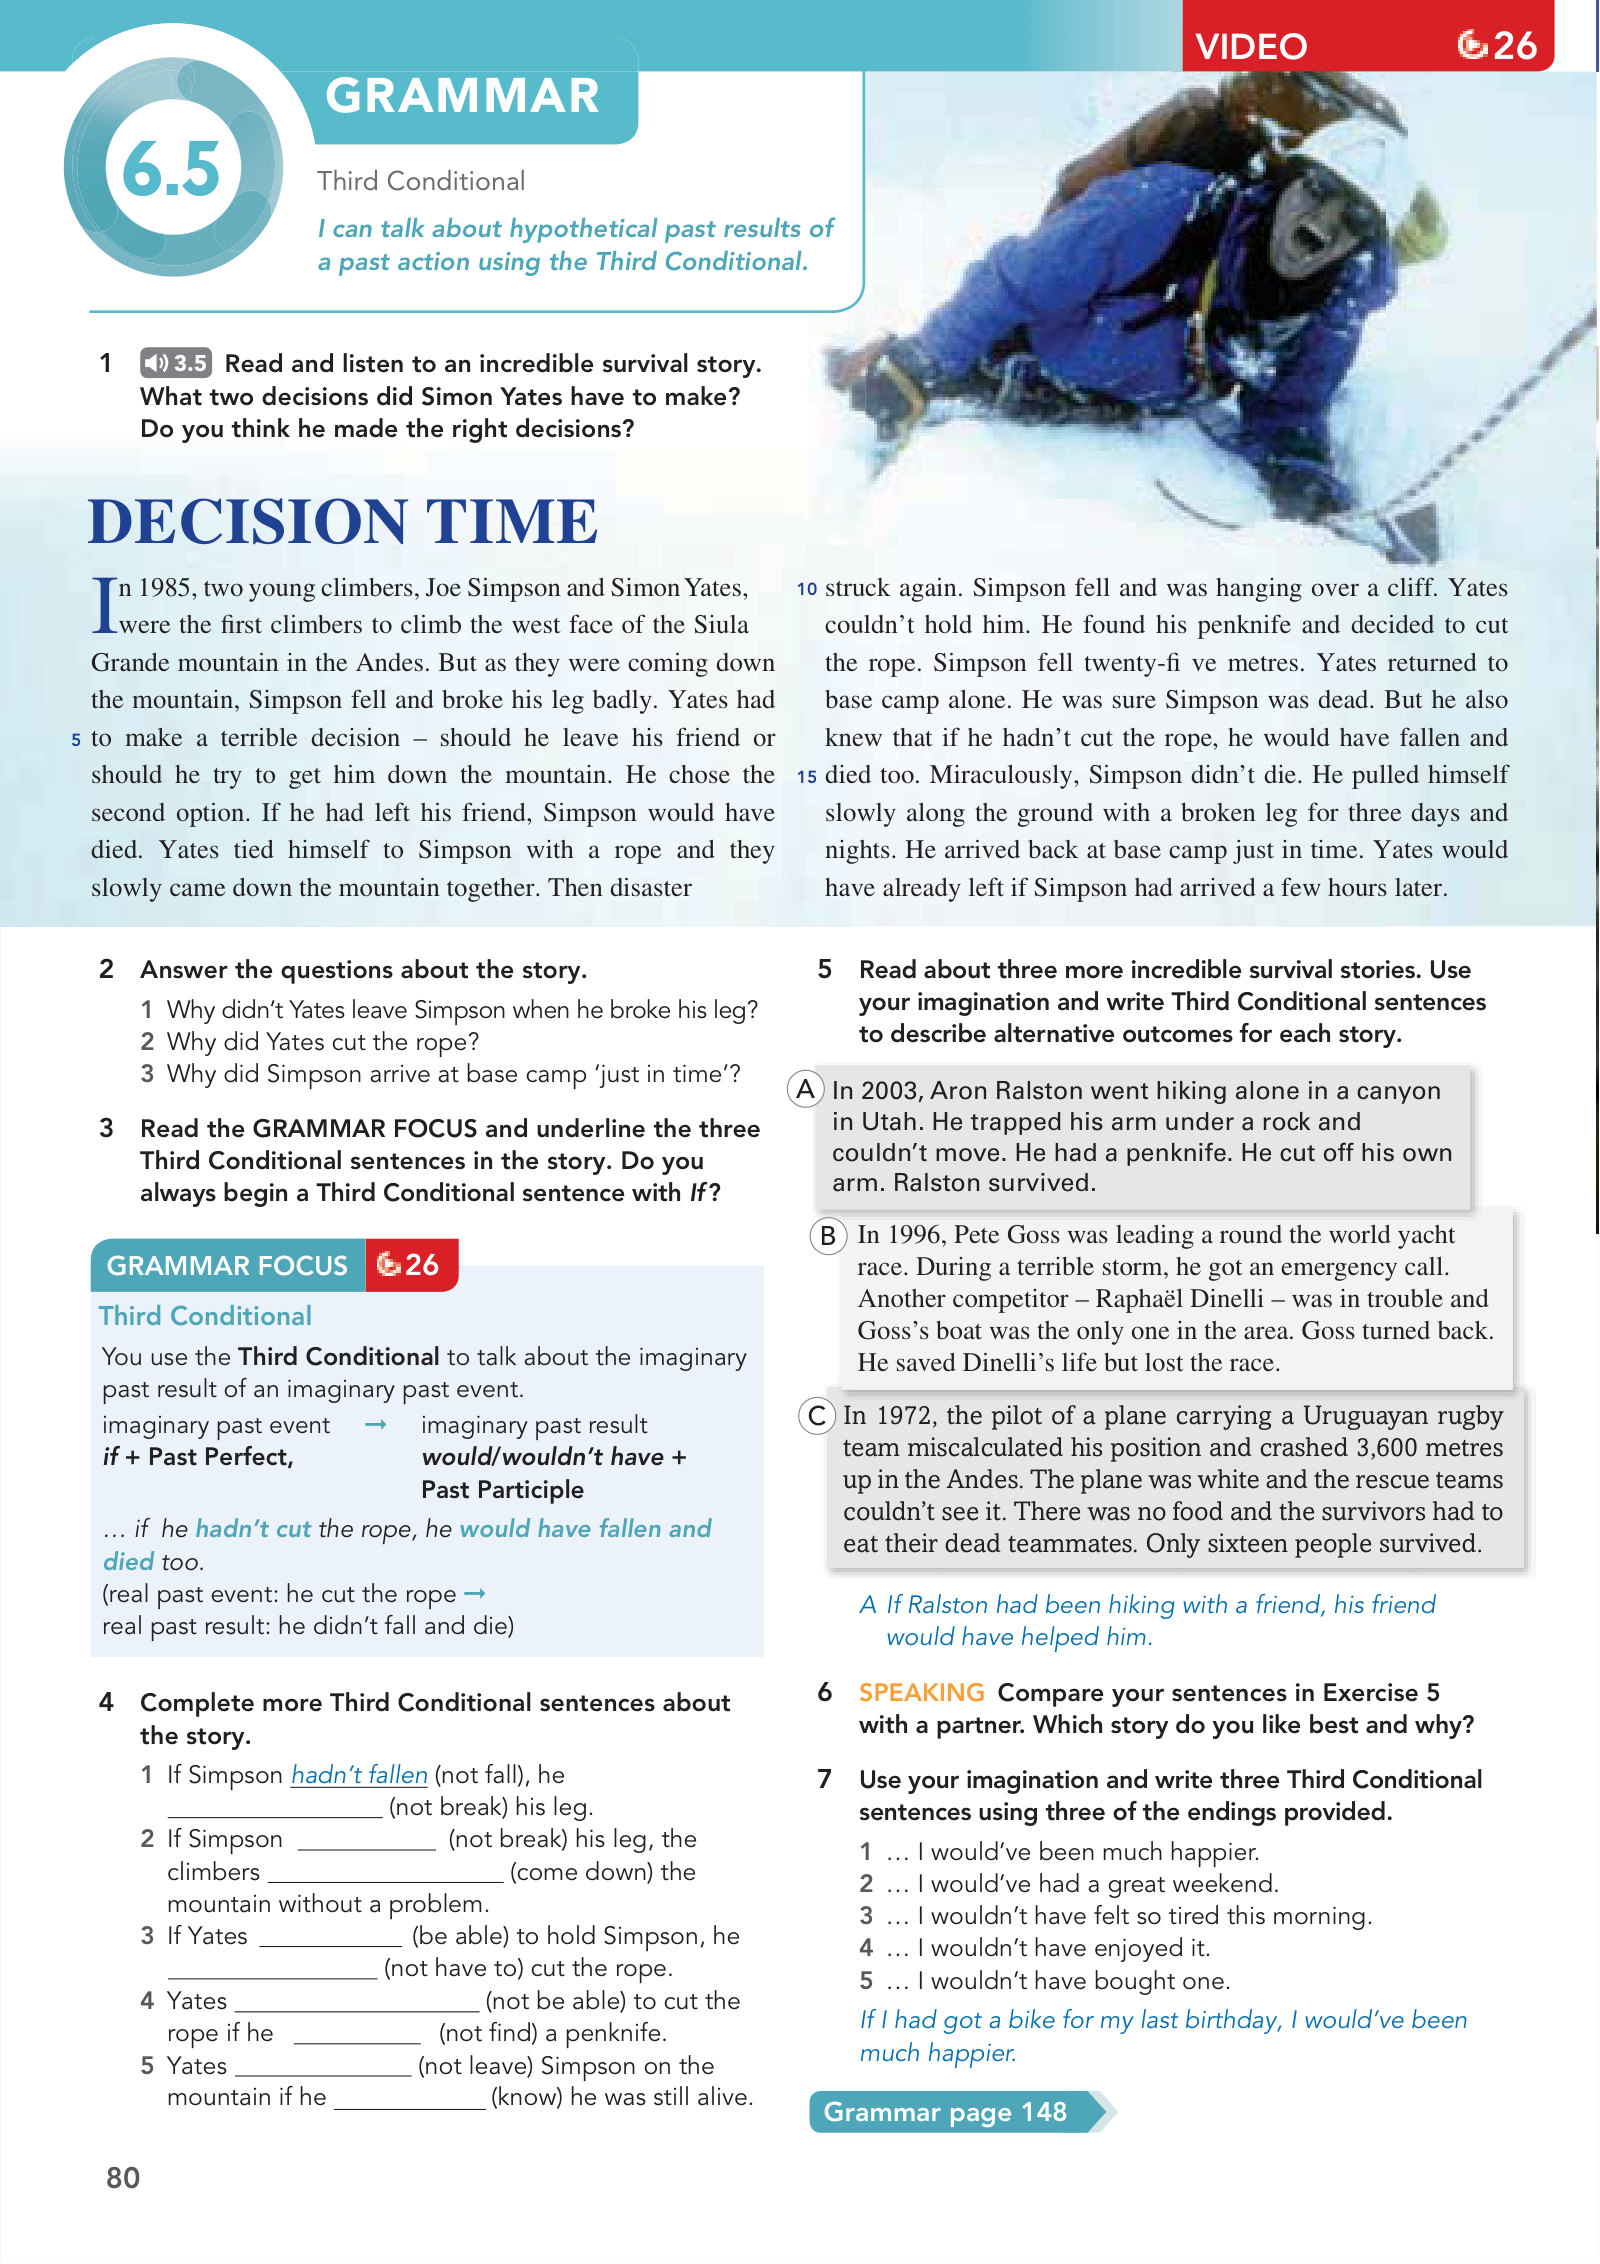 VIDEO 26
GRAMMAR
6.5
Third Conditional
I can talk about hypothetical past results of
a past action using the Third Conditional.
1 3.5 Read and listen to an incredible survival story.
What two decisions did Simon Yates have to make?
Do you think he made the right decisions?
DECISION TIME
In 1985, two young climbers, Joe Simpson and Simon Yates,
were the first climbers to climb the west face of the Siula
Grande mountain in the Andes. But as they were coming down
the mountain, Simpson fell and broke his leg badly. Yates had
5 to make a terrible decision – should he leave his friend or
should he try to get him down the mountain. He chose the
second option. If he had left his friend, Simpson would have
died. Yates tied himself to Simpson with a rope and they
slowly came down the mountain together. Then disaster
10 struck again. Simpson fell and was hanging over a cliff. Yates
couldn't hold him. He found his penknife and decided to cut
the rope. Simpson fell twenty-fi ve metres. Yates returned to
base camp alone. He was sure Simpson was dead. But he also
knew that if he hadn't cut the rope, he would have fallen and
15 died too. Miraculously, Simpson didn't die. He pulled himself
slowly along the ground with a broken leg for three days and
nights. He arrived back at base camp just in time. Yates would
have already left if Simpson had arrived a few hours later.
2 Answer the questions about the story.
1 Why didn't Yates leave Simpson when he broke his leg?
2 Why did Yates cut the rope?
3 Why did Simpson arrive at base camp 'just in time'?
3 Read the GRAMMAR FOCUS and underline the three
Third Conditional sentences in the story. Do you
always begin a Third Conditional sentence with If?
GRAMMAR FOCUS 26
Third Conditional
You use the Third Conditional to talk about the imaginary
past result of an imaginary past event.
imaginary past event → imaginary past result
if + Past Perfect, would/wouldn't have +
Past Participle
… if he hadn't cut the rope, he would have fallen and
died too.
(real past event: he cut the rope →
real past result: he didn't fall and die)
4 Complete more Third Conditional sentences about
the story.
1 If Simpson hadn't fallen (not fall), he
____________ (not break) his leg.
2 If Simpson ________ (not break) his leg, the
climbers ____________ (come down) the
mountain without a problem.
3 If Yates ________ (be able) to hold Simpson, he
____________ (not have to) cut the rope.
4 Yates ____________ (not be able) to cut the
rope if he ________ (not find) a penknife.
5 Yates __________ (not leave) Simpson on the
mountain if he ________ (know) he was still alive.
5 Read about three more incredible survival stories. Use
your imagination and write Third Conditional sentences
to describe alternative outcomes for each story.
A In 2003, Aron Ralston went hiking alone in a canyon
in Utah. He trapped his arm under a rock and
couldn't move. He had a penknife. He cut off his own
arm. Ralston survived.
B In 1996, Pete Goss was leading a round the world yacht
race. During a terrible storm, he got an emergency call.
Another competitor – Raphaël Dinelli – was in trouble and
Goss's boat was the only one in the area. Goss turned back.
He saved Dinelli's life but lost the race.
C In 1972, the pilot of a plane carrying a Uruguayan rugby
team miscalculated his position and crashed 3,600 metres
up in the Andes. The plane was white and the rescue teams
couldn't see it. There was no food and the survivors had to
eat their dead teammates. Only sixteen people survived.
A If Ralston had been hiking with a friend, his friend
would have helped him.
6 SPEAKING Compare your sentences in Exercise 5
with a partner. Which story do you like best and why?
7 Use your imagination and write three Third Conditional
sentences using three of the endings provided.
1 … I would've been much happier.
2 … I would've had a great weekend.
3 … I wouldn't have felt so tired this morning.
4 … I wouldn't have enjoyed it.
5 … I wouldn't have bought one.
If I had got a bike for my last birthday, I would've been
much happier.
Grammar page 148
80